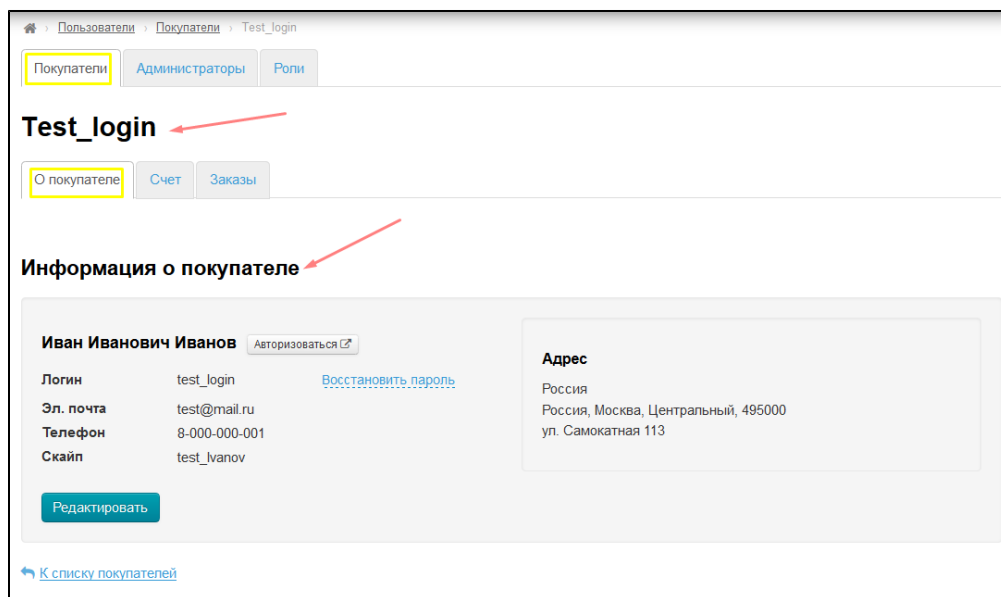 › Пользователи › Покупатели › Test_login
Покупатели Администраторы Роли
Test_login
О покупателе Счет Заказы
Информация о покупателе
Иван Иванович Иванов Авторизоваться
Логин test_login Восстановить пароль
Эл. почта test@mail.ru
Телефон 8-000-000-001
Скайп test_Ivanov
Редактировать
Адрес
Россия
Россия, Москва, Центральный, 495000
ул. Самокатная 113
К списку покупателей